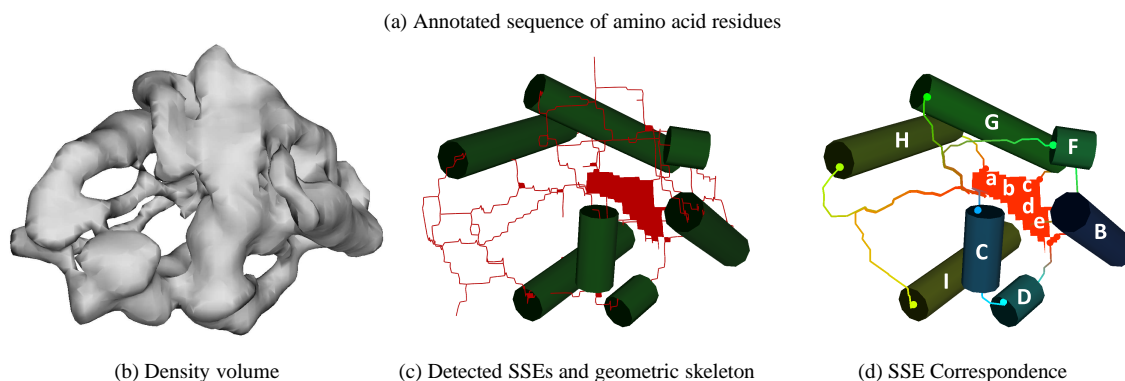 (a) Annotated sequence of amino acid residues
G
H
F
a
b
c
d
e
B
C
I
D
(b) Density volume
(c) Detected SSEs and geometric skeleton
(d) SSE Correspondence